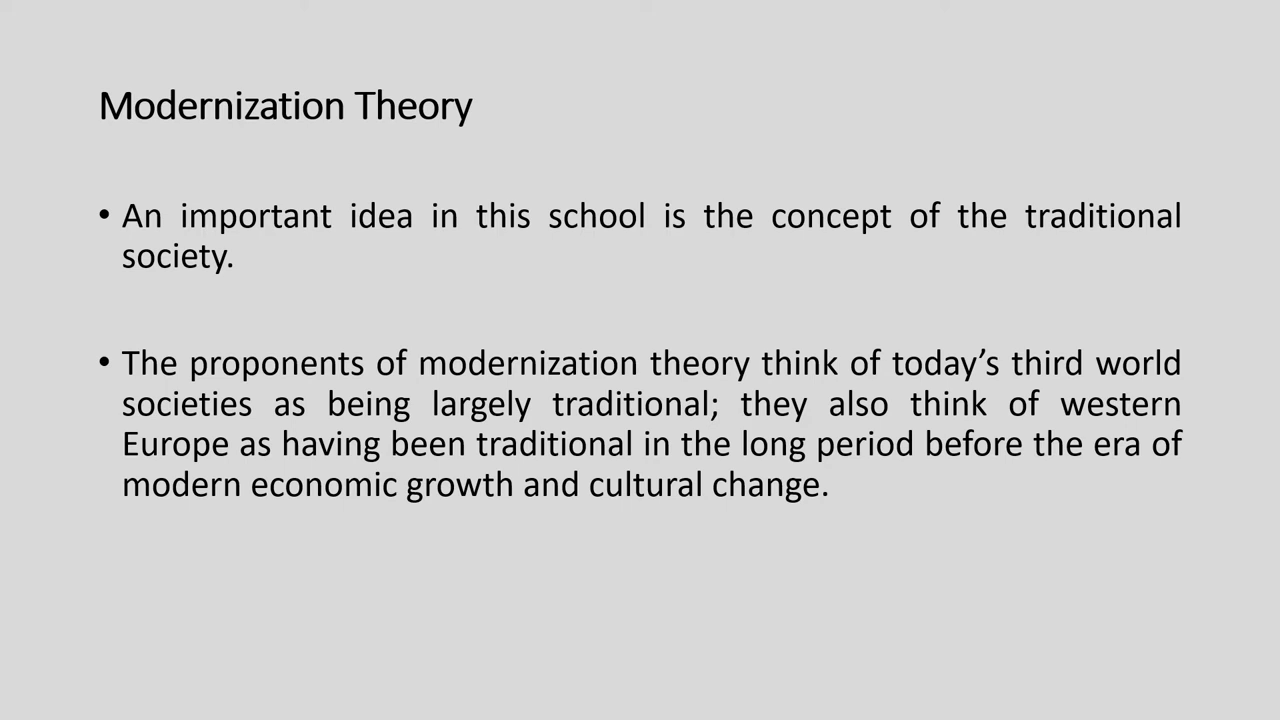 Modernization Theory
• An important idea in this school is the concept of the traditional
society.
• The proponents of modernization theory think of today’s third world
societies as being largely traditional; they also think of western
Europe as having been traditional in the long period before the era of
modern economic growth and cultural change.